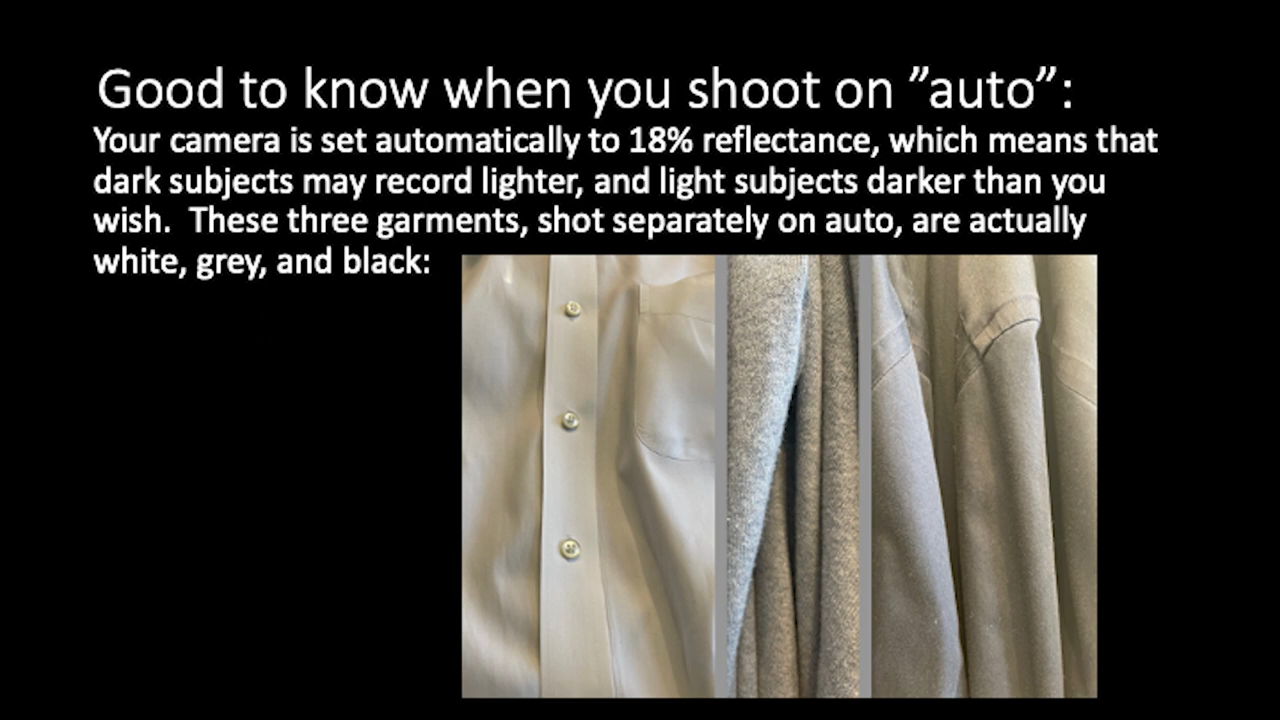 Good to know when you shoot on ”auto”:
Your camera is set automatically to 18% reflectance, which means that
dark subjects may record lighter, and light subjects darker than you
wish.  These three garments, shot separately on auto, are actually
white, grey, and black: